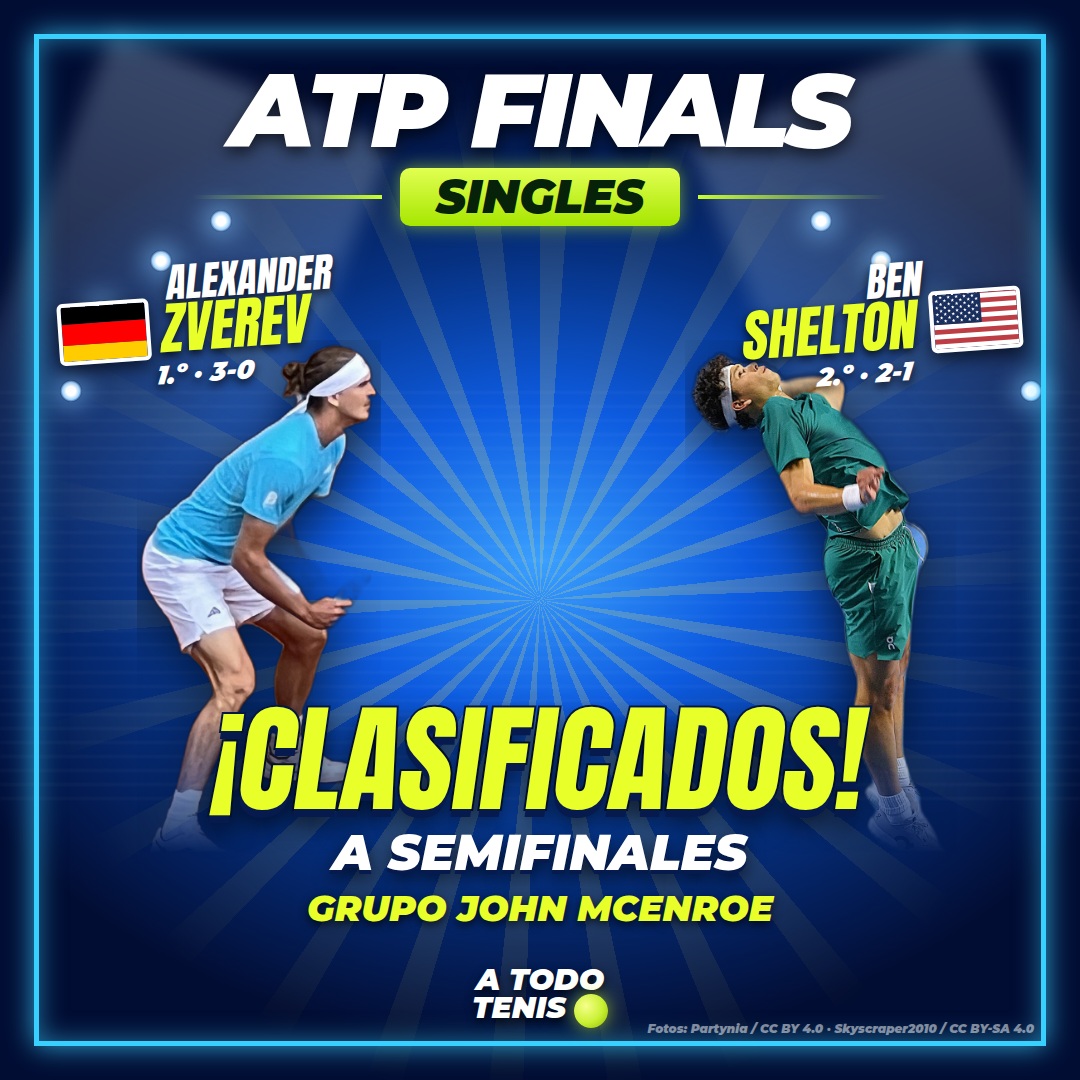 ATP FINALS
SINGLES
ALEXANDER
ZVEREV
1.º · 3-0
BEN
SHELTON
2.º · 2-1
¡CLASIFICADOS!
A SEMIFINALES
GRUPO JOHN MCENROE
A TODO
TENIS
Fotos: Partynia / CC BY 4.0 · Skyscraper2010 / CC BY-SA 4.0